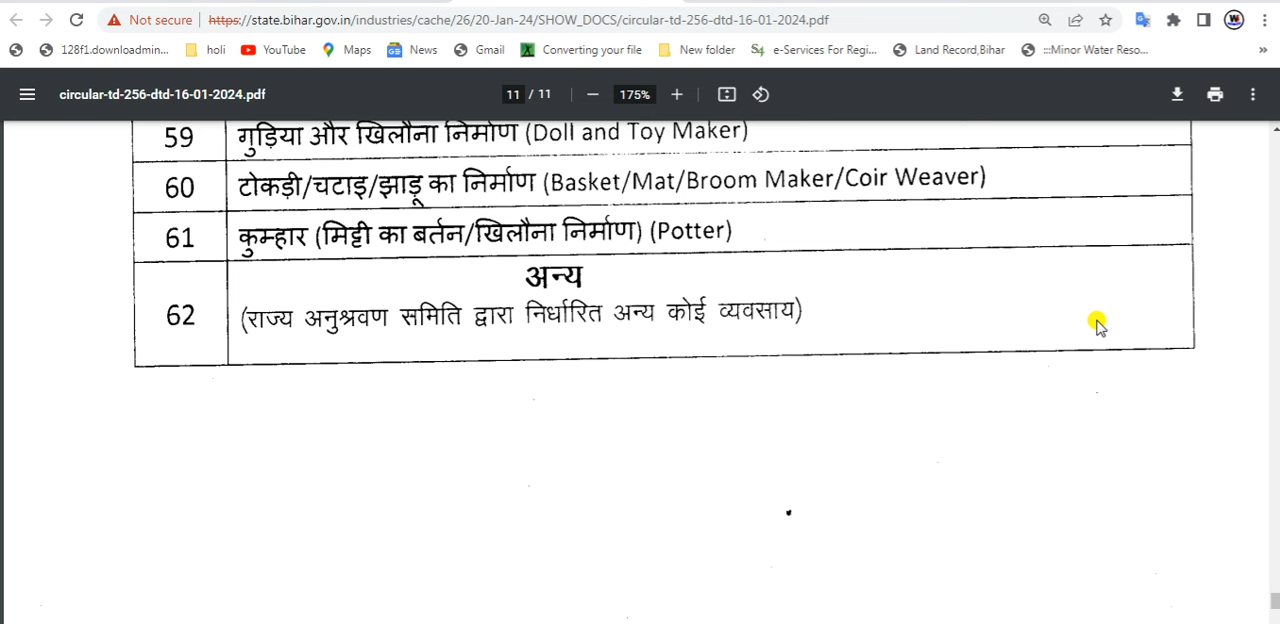 Not secure
https://state.bihar.gov.in/industries/cache/26/20-Jan-24/SHOW_DOCS/circular-td-256-dtd-16-01-2024.pdf
128f1.downloadmin...
holi
YouTube
Maps
News
Gmail
Converting your file
New folder
e-Services For Regi...
Land Record,Bihar
:::Minor Water Reso...
»
circular-td-256-dtd-16-01-2024.pdf
11 / 11
175%
59 गुड़िया और खिलौना निर्माण (Doll and Toy Maker)
60 टोकड़ी/चटाइ/झाड़ू का निर्माण (Basket/Mat/Broom Maker/Coir Weaver)
61 कुम्हार (मिट्टी का बर्तन/खिलौना निर्माण) (Potter)
अन्य
62 (राज्य अनुश्रवण समिति द्वारा निर्धारित अन्य कोई व्यवसाय)